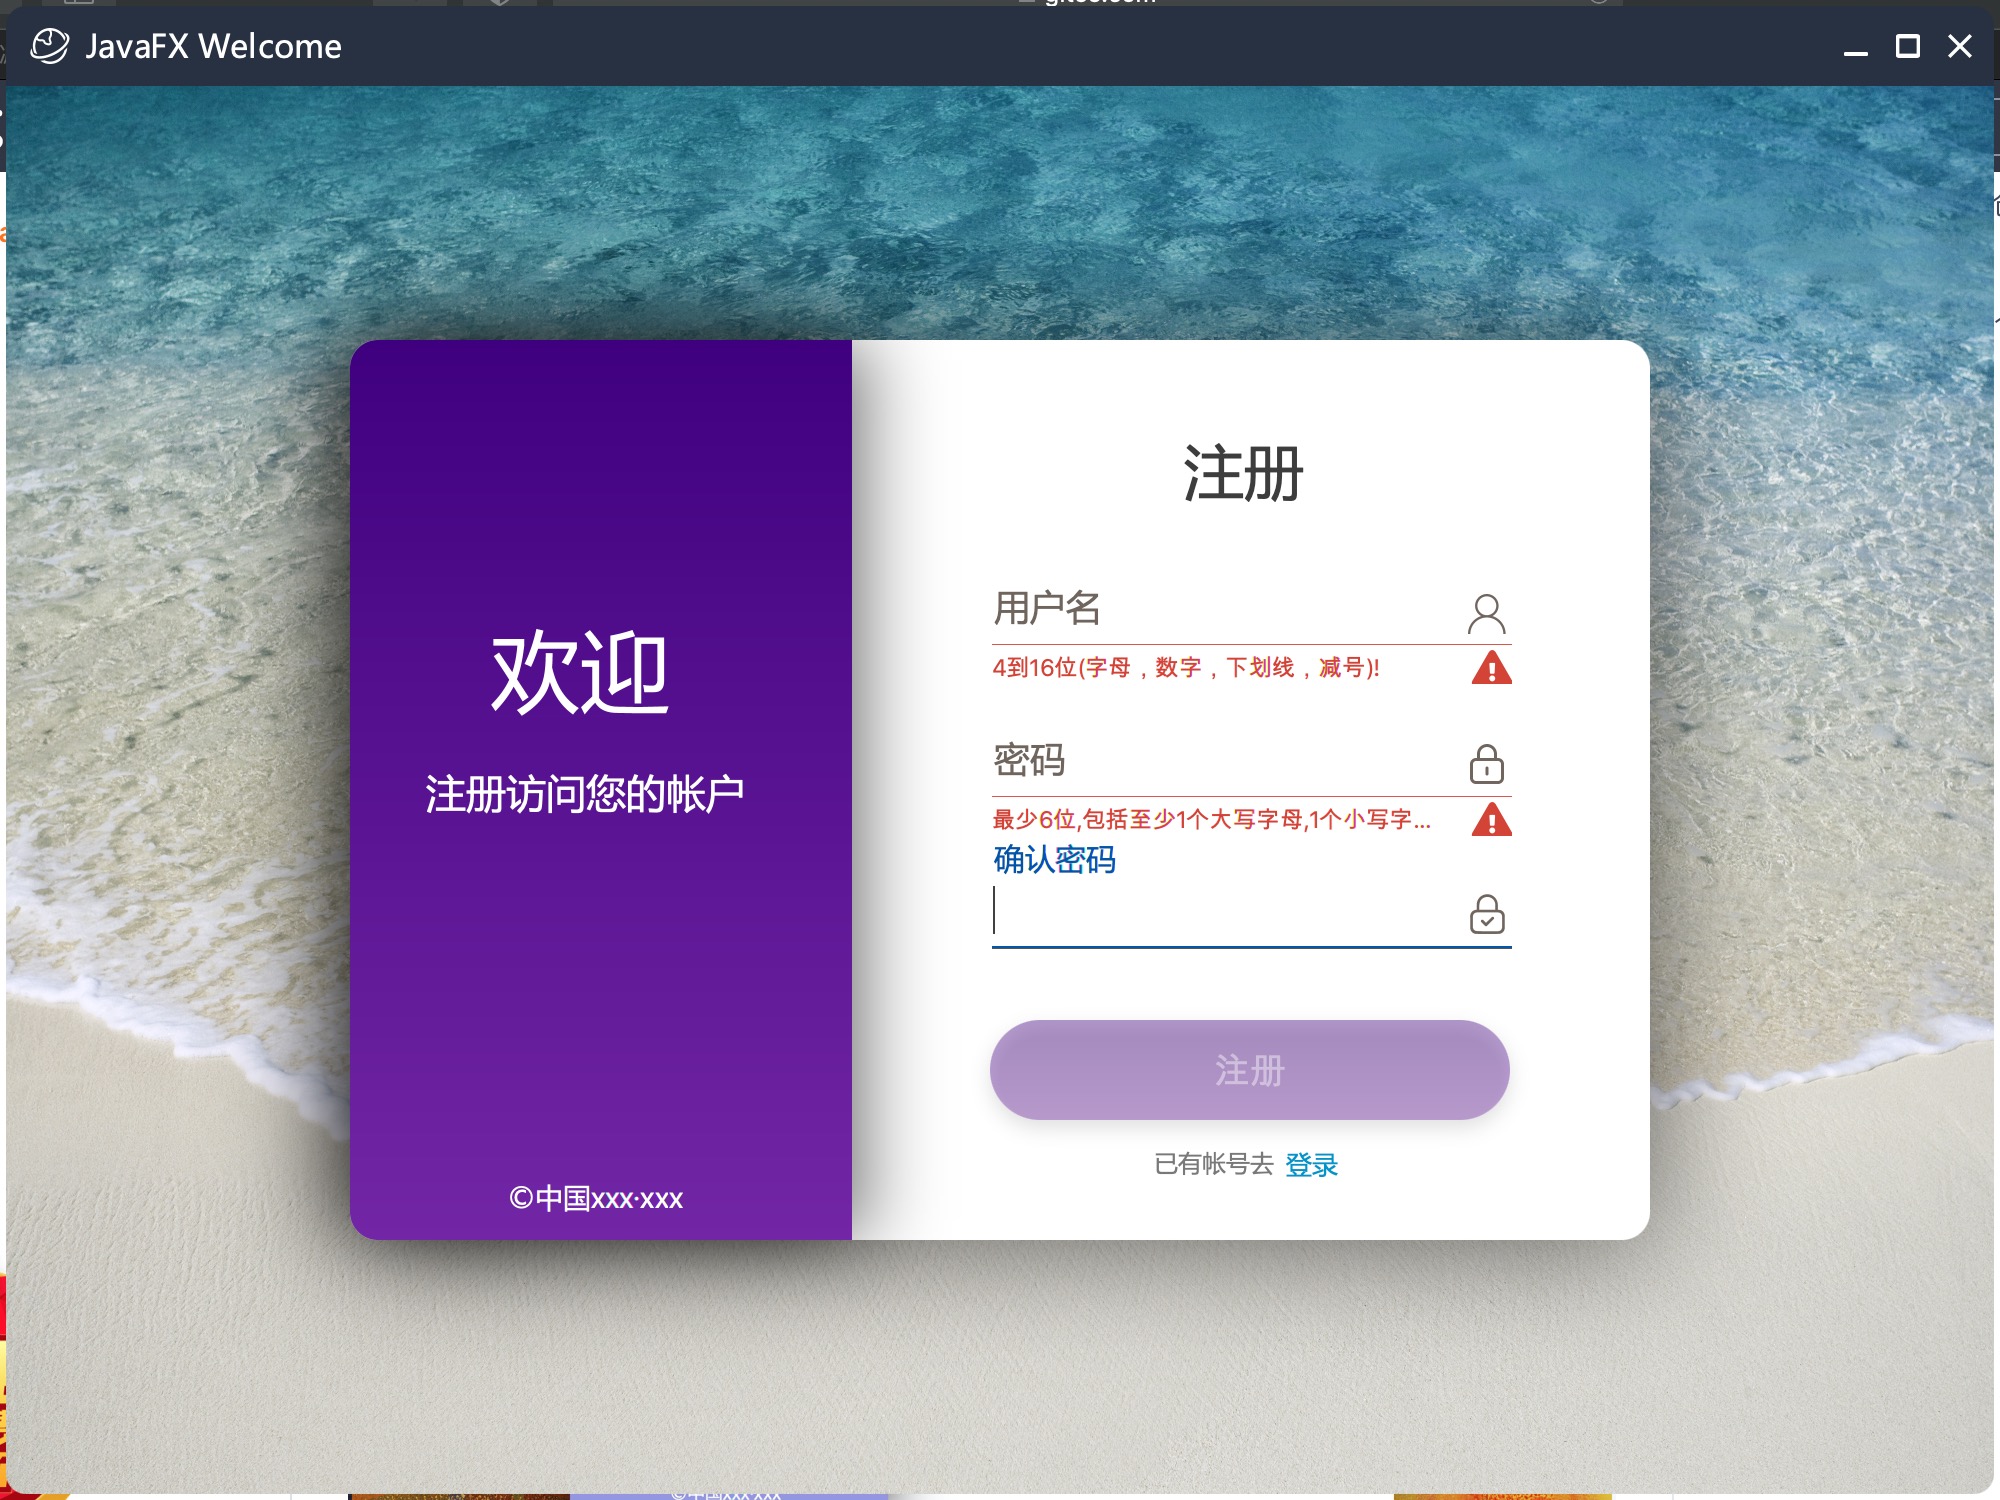 JavaFX Welcome
欢迎
注册访问您的帐户
©中国xxx·xxx
注册
用户名
4到16位(字母，数字，下划线，减号)!
密码
最少6位,包括至少1个大写字母,1个小写字...
确认密码
注册
已有帐号去 登录